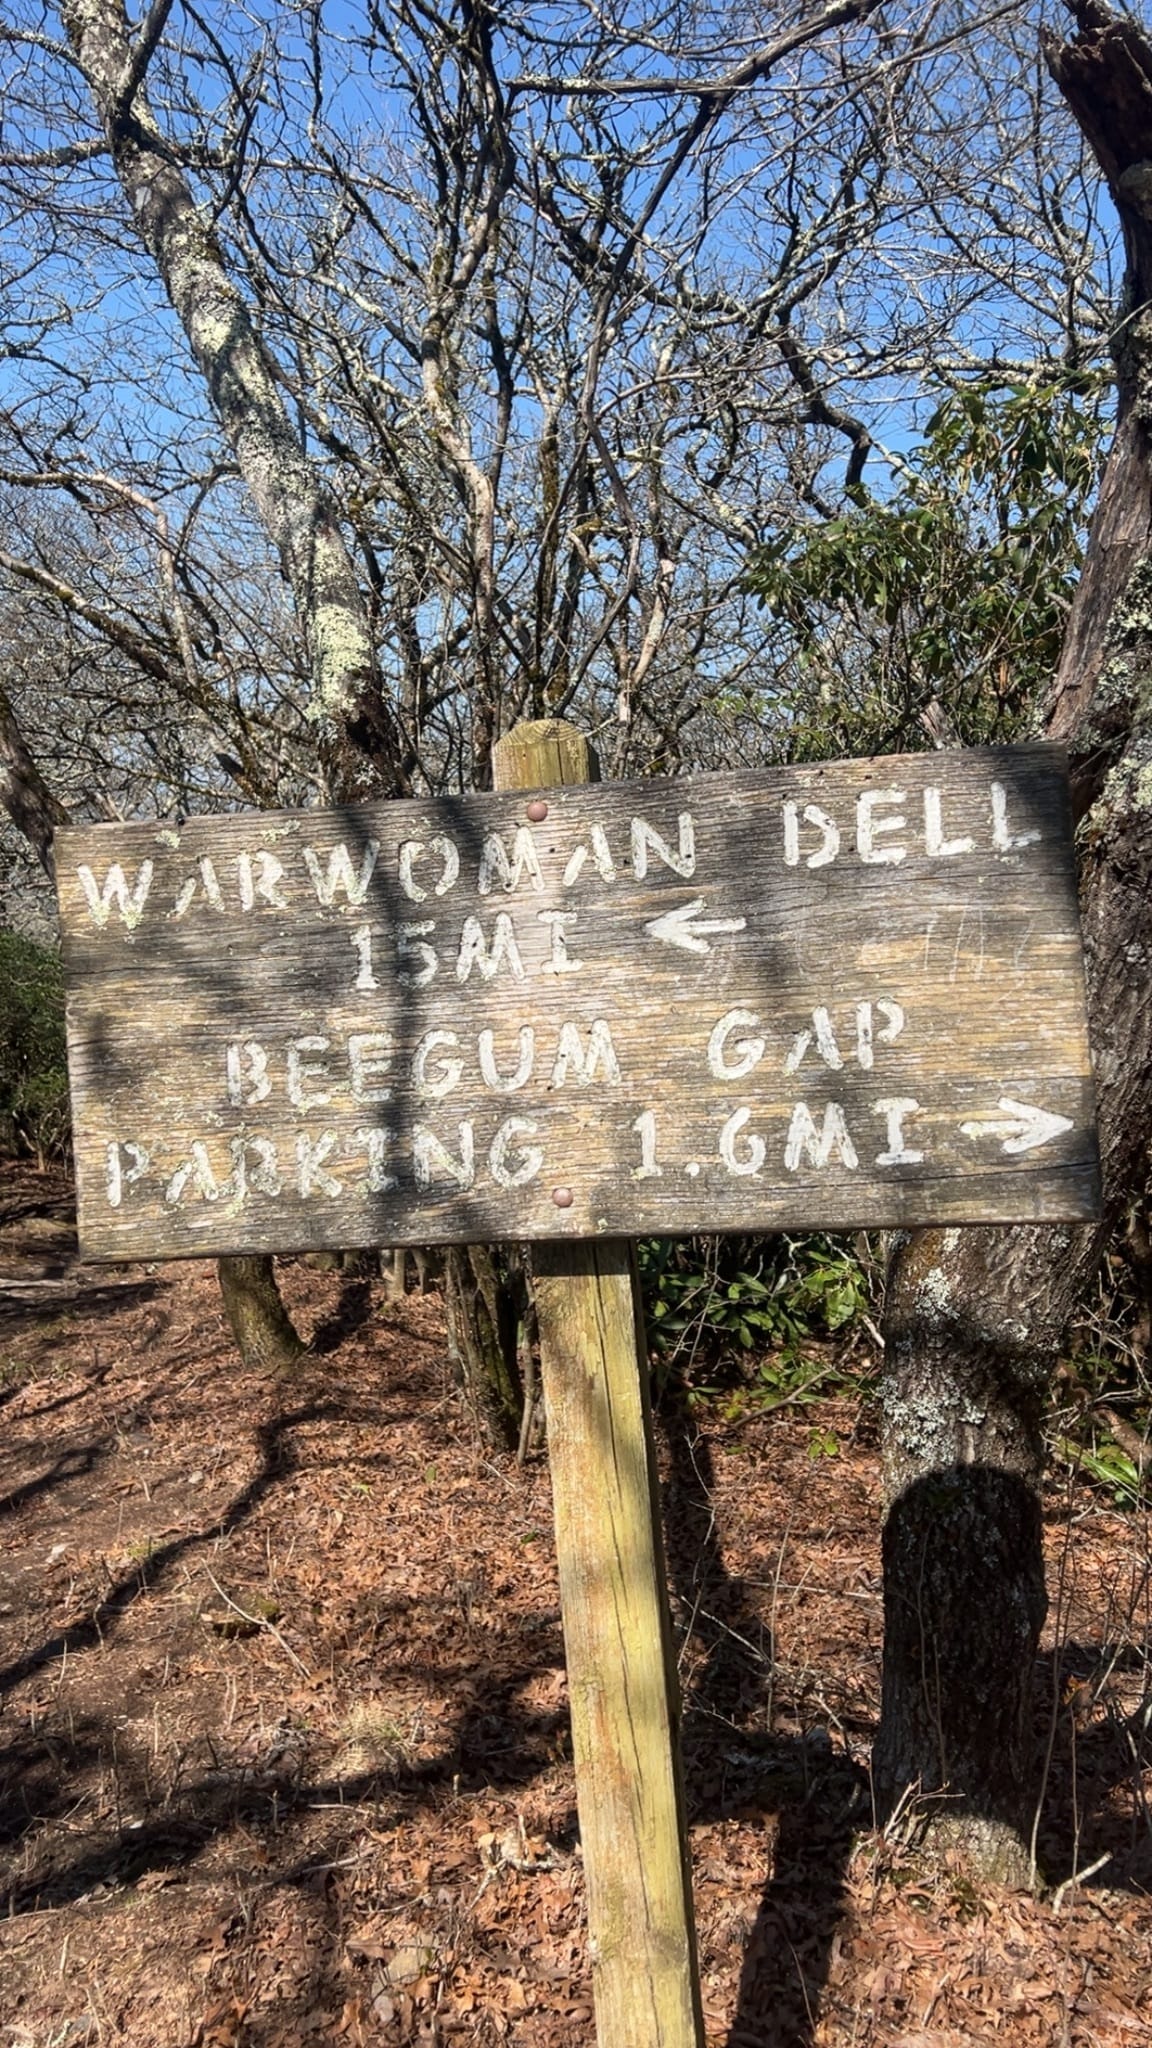 WARWOMAN DELL
15MI ←
BEEGUM GAP
PARKING 1.6MI →